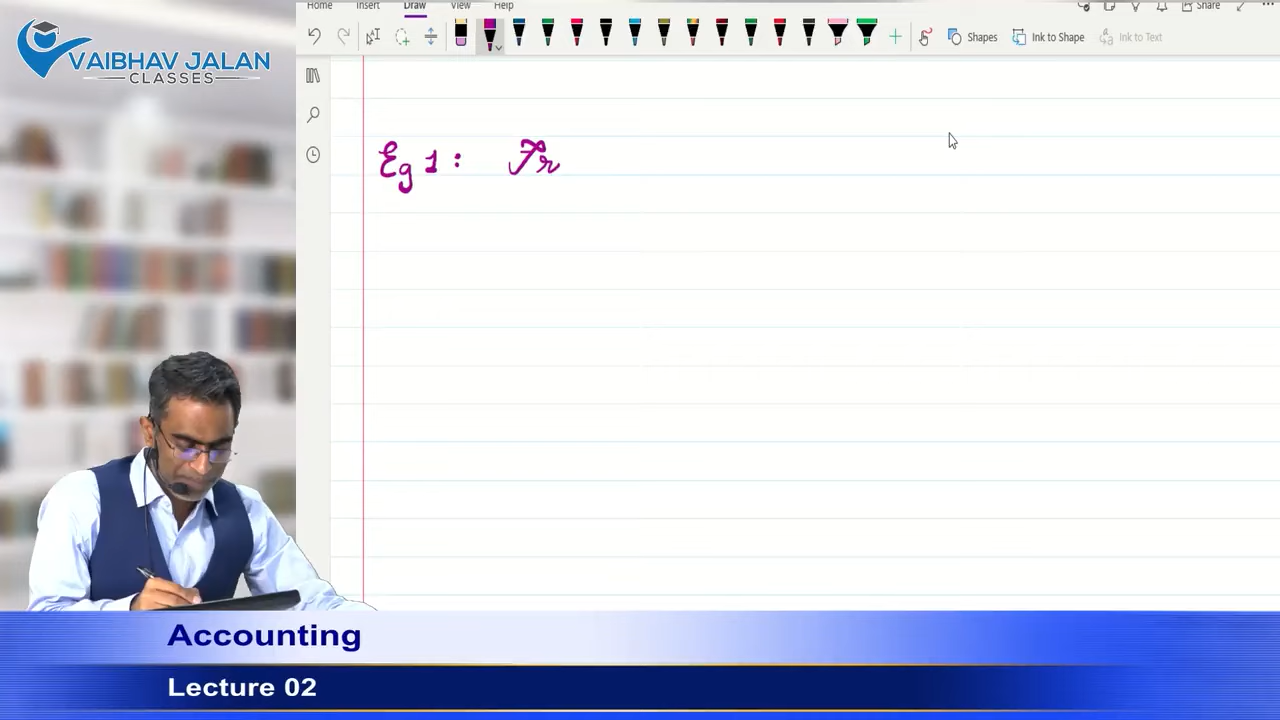 Home Insert Draw View Help Share
VAIBHAV JALAN
CLASSES
Shapes Ink to Shape Ink to Text
Eg 1 : Pr
Accounting
Lecture 02